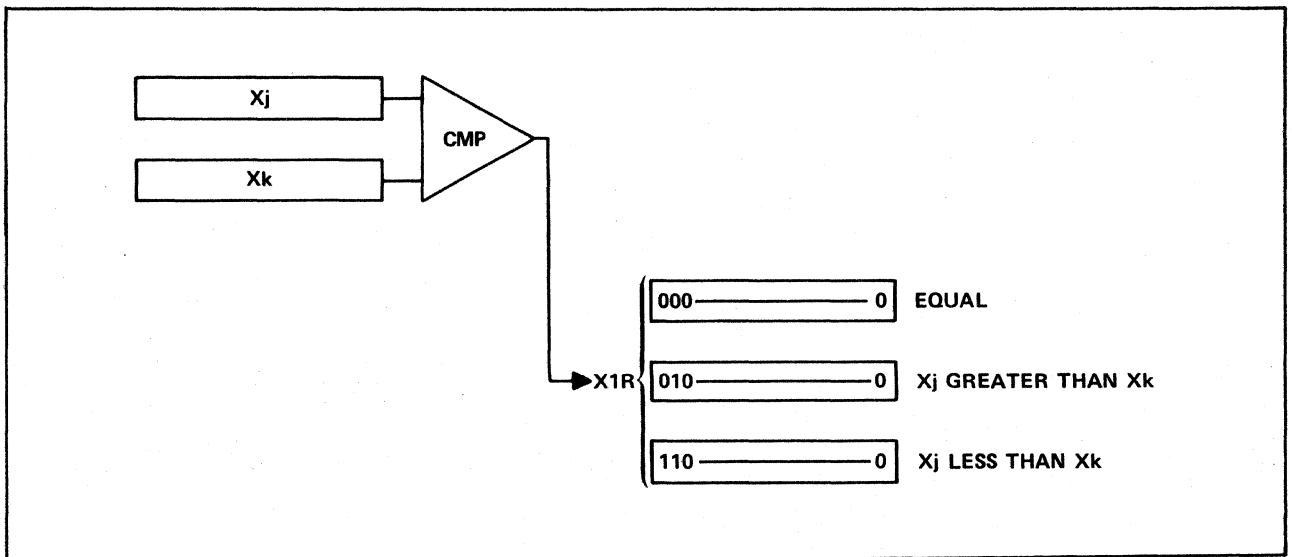 Xj
CMP
Xk
000 0 EQUAL
X1R 010 0 Xj GREATER THAN Xk
110 0 Xj LESS THAN Xk